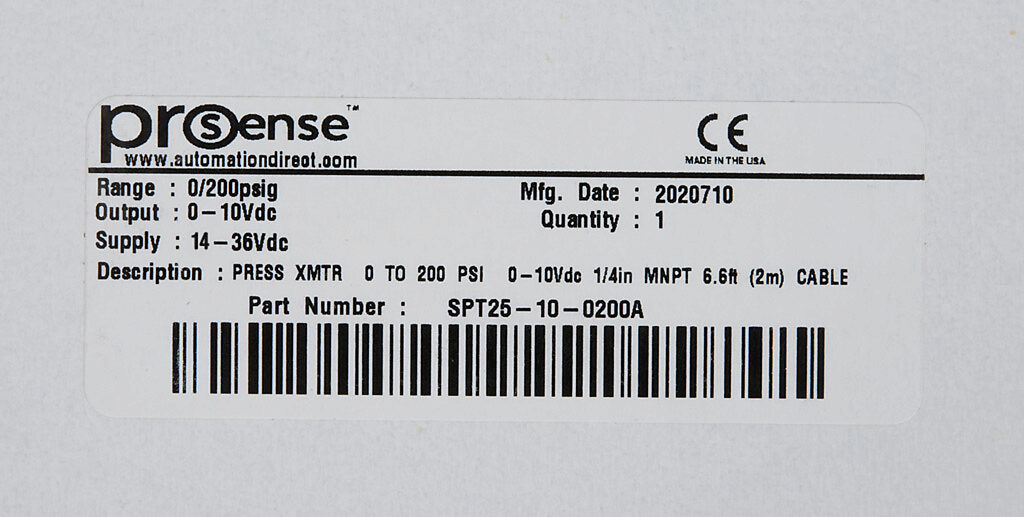 prosense™
www.automationdirect.com
CE
MADE IN THE USA
Range : 0/200psig
Mfg. Date : 2020710
Output : 0-10Vdc
Quantity : 1
Supply : 14-36Vdc
Description : PRESS XMTR 0 TO 200 PSI 0-10Vdc 1/4in MNPT 6.6ft (2m) CABLE
Part Number : SPT25-10-0200A